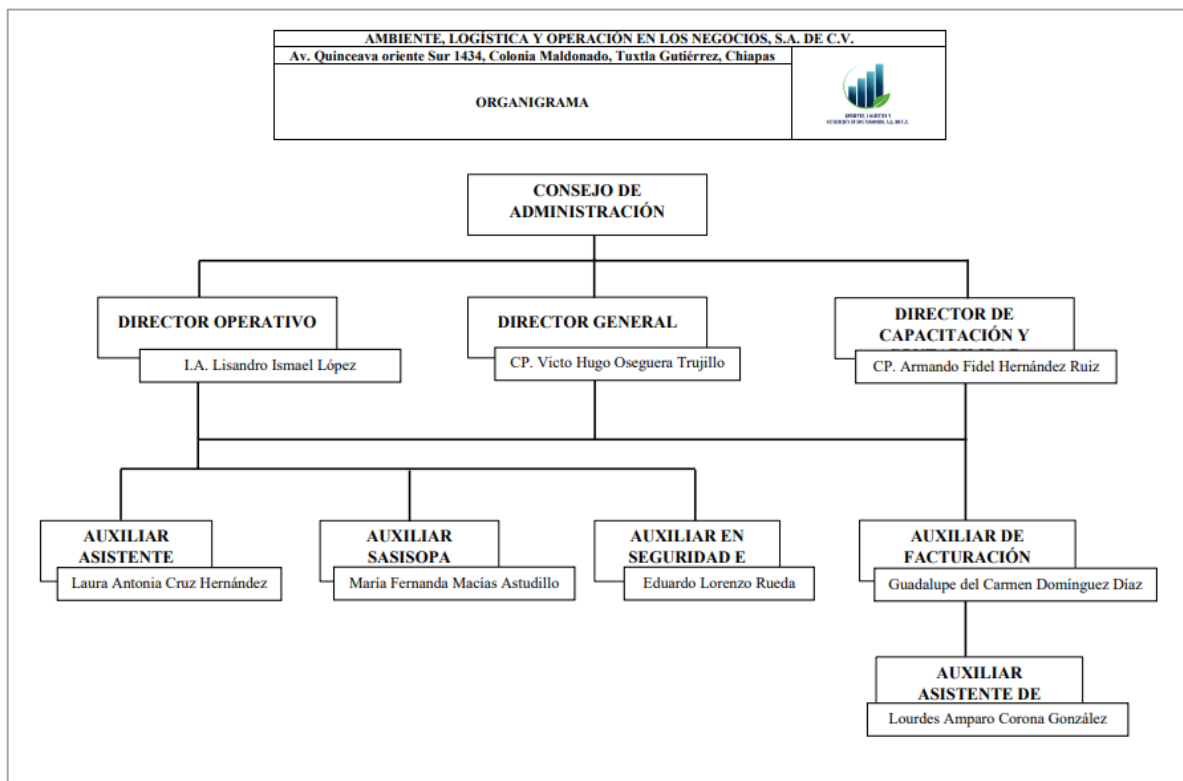 AMBIENTE, LOGÍSTICA Y OPERACIÓN EN LOS NEGOCIOS, S.A. DE C.V.
Av. Quinceava oriente Sur 1434, Colonia Maldonado, Tuxtla Gutiérrez, Chiapas
ORGANIGRAMA
AMBIENTE, LOGÍSTICA Y
CONSEJO DE
ADMINISTRACIÓN
DIRECTOR OPERATIVO
I.A. Lisandro Ismael López
DIRECTOR GENERAL
CP. Victo Hugo Oseguera Trujillo
DIRECTOR DE
CAPACITACIÓN Y
CP. Armando Fidel Hernández Ruiz
AUXILIAR
ASISTENTE
Laura Antonia Cruz Hernández
AUXILIAR
SASISOPA
María Fernanda Macías Astudillo
AUXILIAR EN
SEGURIDAD E
Eduardo Lorenzo Rueda
AUXILIAR DE
FACTURACIÓN
Guadalupe del Carmen Domínguez Díaz
AUXILIAR
ASISTENTE DE
Lourdes Amparo Corona González